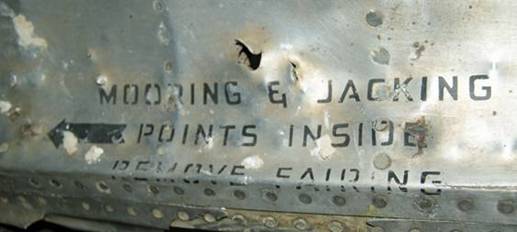 MOORING & JACKING
POINTS INSIDE
REMOVE FAIRING